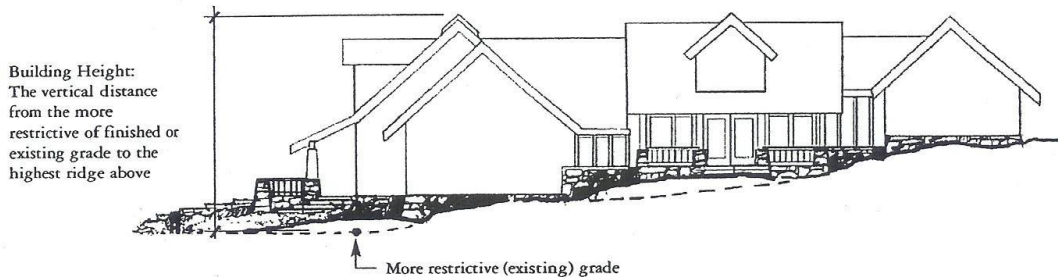 Building Height:
The vertical distance
from the more
restrictive of finished or
existing grade to the
highest ridge above
More restrictive (existing) grade